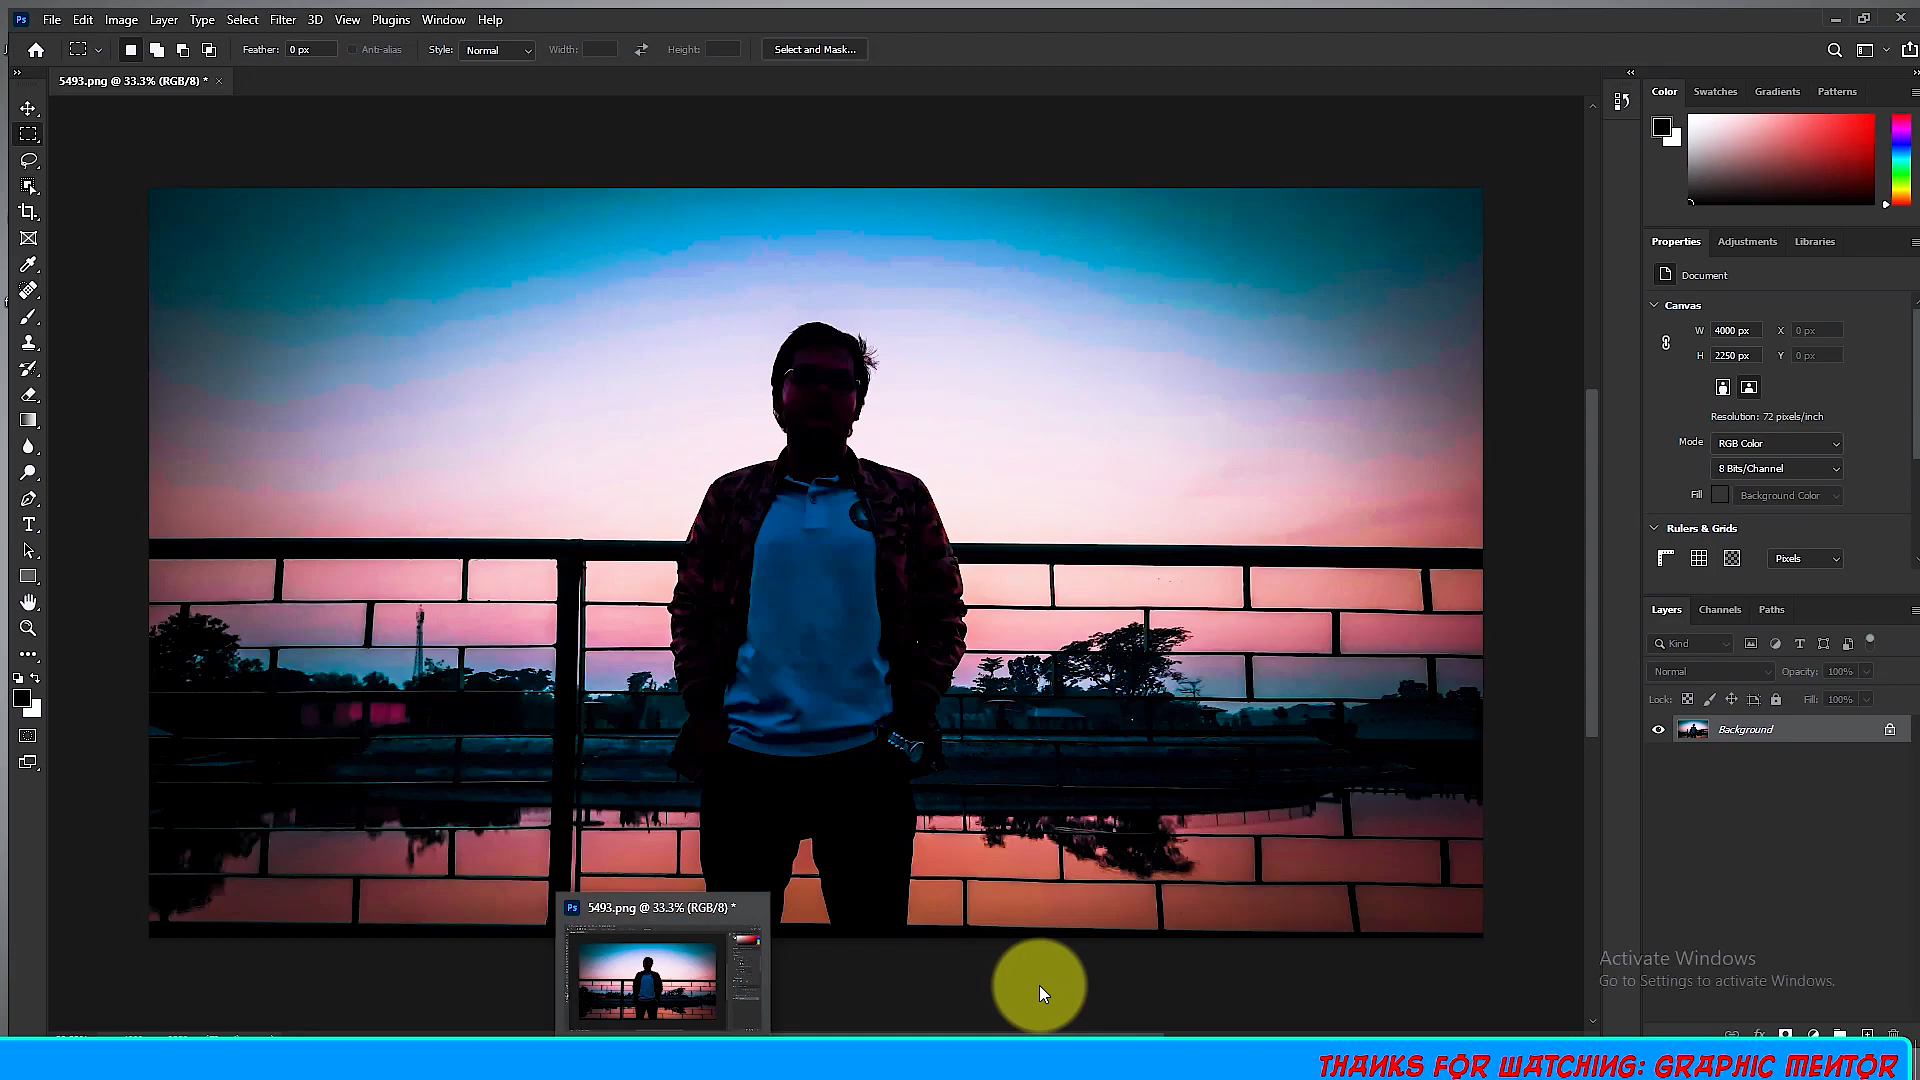 Ps File Edit Image Layer Type Select Filter 3D View Plugins Window Help
Feather: 0 px Anti-alias Style: Normal Width: Height: Select and Mask...
5493.png @ 33.3% (RGB/8) * ×
Color Swatches Gradients Patterns
Properties Adjustments Libraries
Document
Canvas
W 4000 px X 0 px
H 2250 px Y 0 px
Resolution: 72 pixels/inch
Mode RGB Color
8 Bits/Channel
Fill Background Color
Rulers & Grids
Pixels
Layers Channels Paths
Kind
Normal Opacity: 100%
Lock: Fill: 100%
Background
Ps 5493.png @ 33.3% (RGB/8) *
Activate Windows
Go to Settings to activate Windows.
THANKS FOR WATCHING: GRAPHIC MENTOR